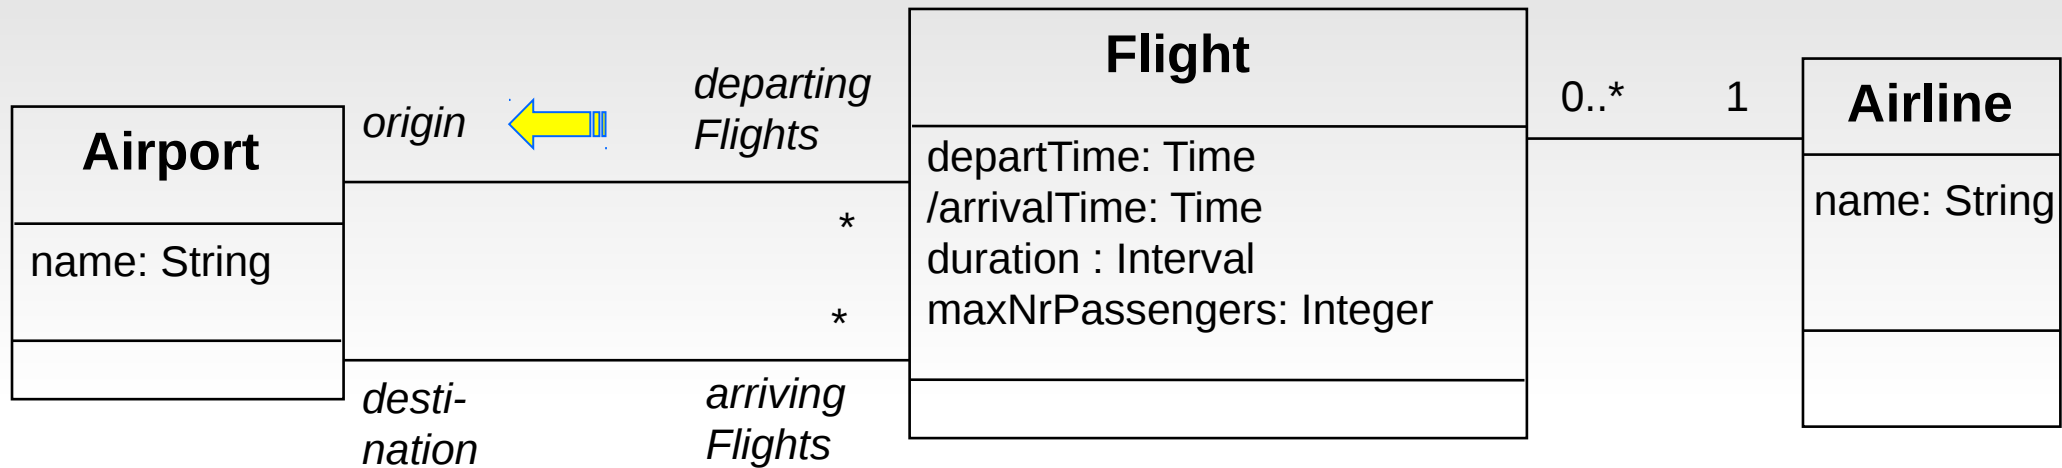 Airport
name: String
origin
departing
Flights
*
*
desti-
nation
arriving
Flights
Flight
departTime: Time
/arrivalTime: Time
duration : Interval
maxNrPassengers: Integer
0..*
1
Airline
name: String